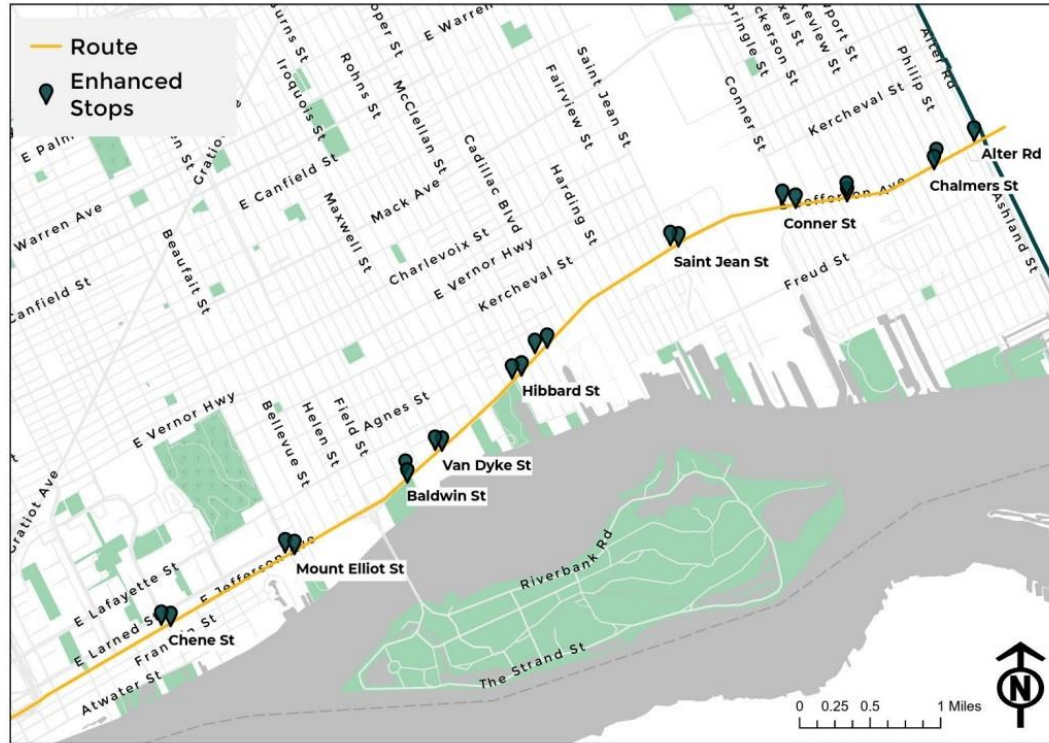 Route
Enhanced
Stops
E Warren
E Palm
Gratiot Ave
Iroquois St
Rohns St
McClellan St
Cadillac Blvd
Saint Jean St
Fairview St
Harding St
Conner St
Kercheval St
Philip St
Alter Rd
Alter Rd
Chalmers St
Ashland St
Conner St
Saint Jean St
Freud St
Warren Ave
E Canfield St
Mack Ave
Maxwell St
Charlevoix St
E Vernor Hwy
Kercheval St
Canfield St
Beaufait St
Hibbard St
E Vernor Hwy
Bellevue St
Helen St
Field St
Agnes St
Van Dyke St
Baldwin St
Gratiot Ave
Mount Elliot St
E Lafayette St
E Larned St
Franklin St
Chene St
Atwater St
Riverbank Rd
The Strand St
N
0 0.25 0.5 1 Miles